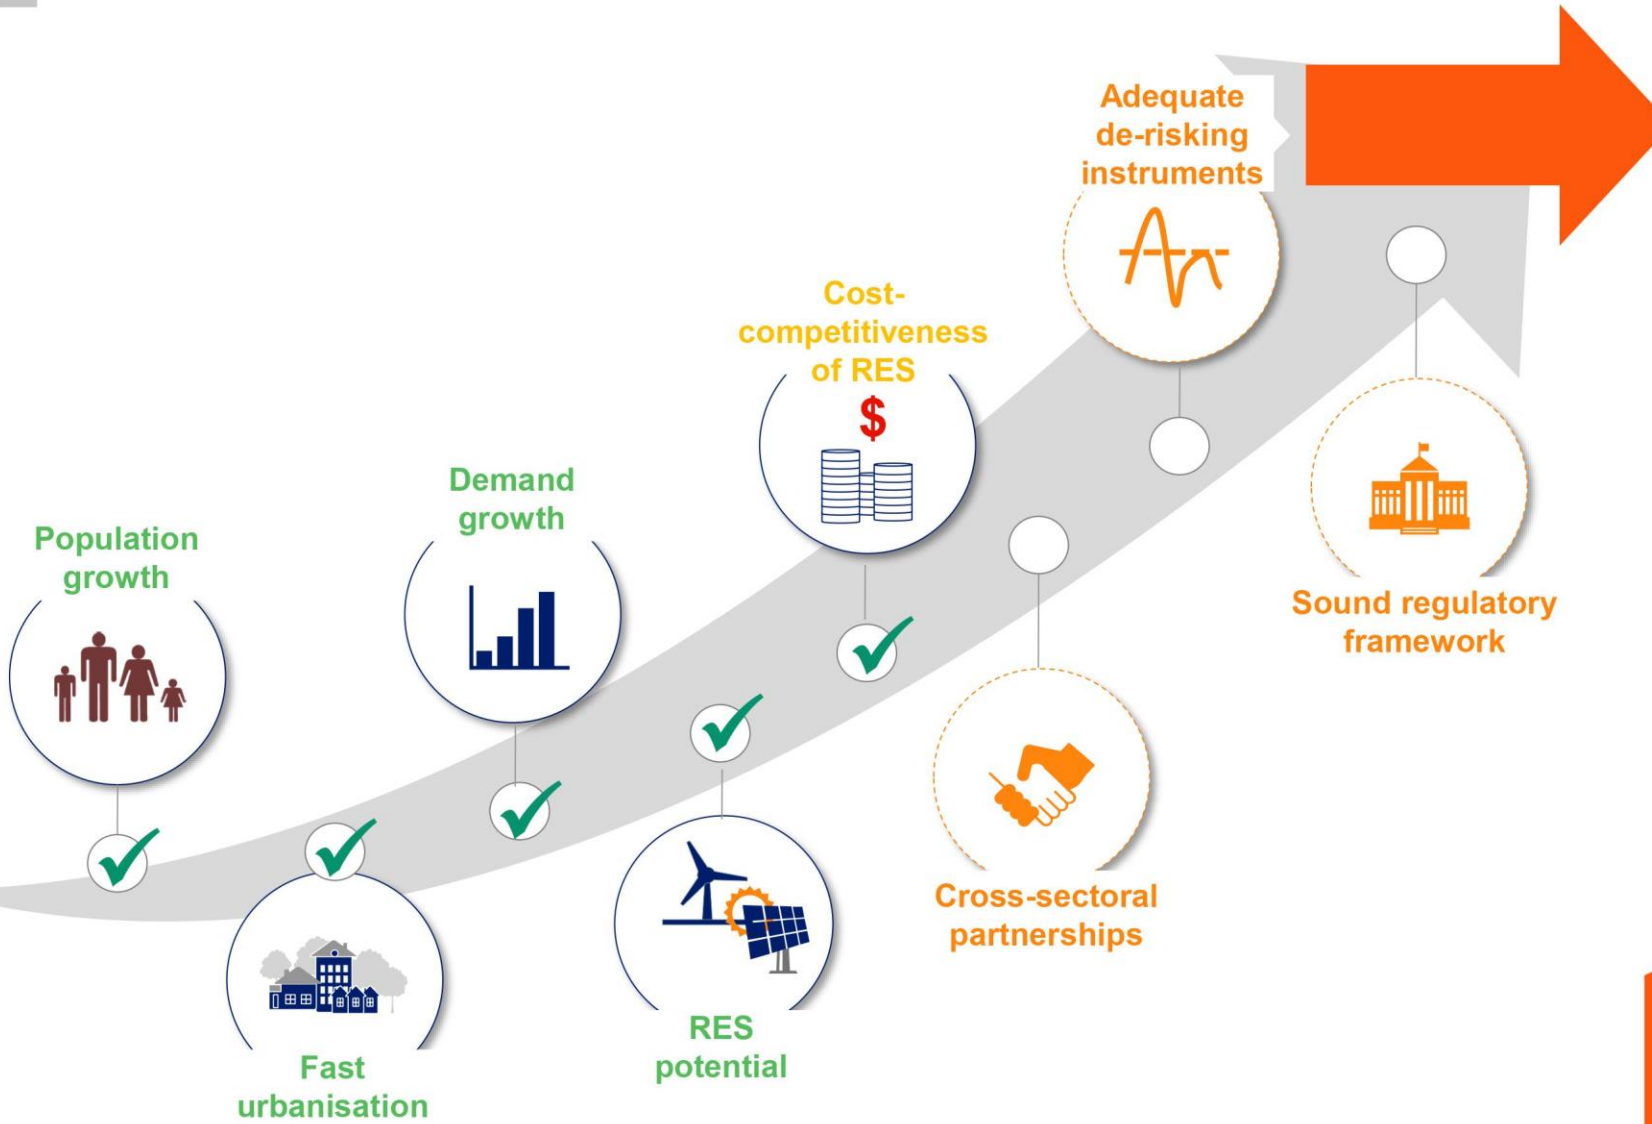 Adequate
de-risking
instruments
Cost-
competitiveness
of RES
$
Demand
growth
Population
growth
Sound regulatory
framework
Cross-sectoral
partnerships
RES
potential
Fast
urbanisation